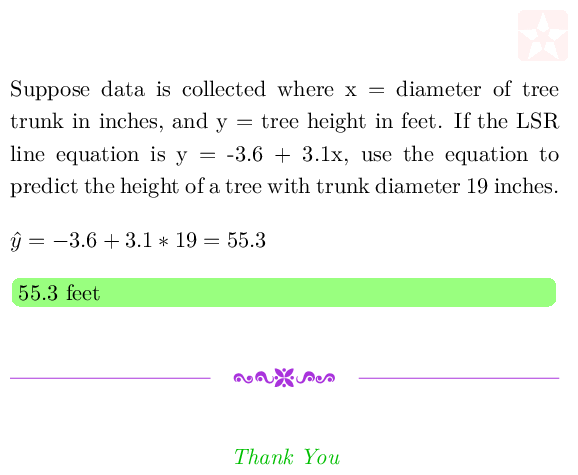 Suppose data is collected where x = diameter of tree
trunk in inches, and y = tree height in feet. If the LSR
line equation is y = -3.6 + 3.1x, use the equation to
predict the height of a tree with trunk diameter 19 inches.
ŷ = −3.6 + 3.1 ∗ 19 = 55.3
55.3 feet
Thank You